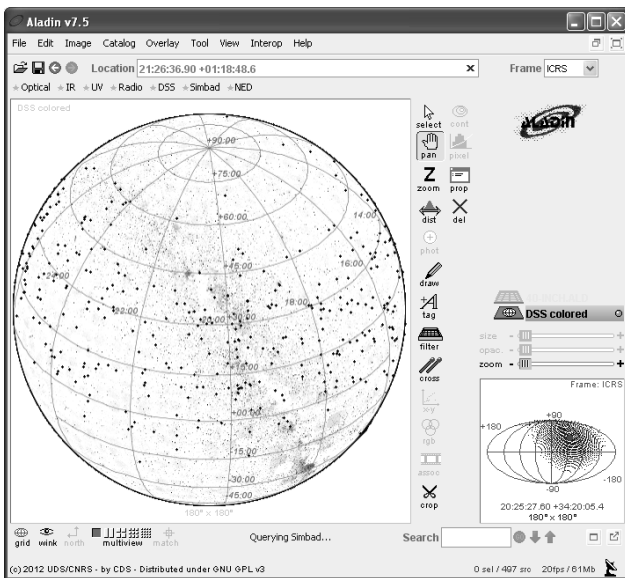 Aladin v7.5
File Edit Image Catalog Overlay Tool View Interop Help
Location 21:26:36.90 +01:18:48.6 Frame ICRS
Optical IR UV Radio DSS Simbad NED
DSS colored
ALADIN
select cont
pan pixel
zoom prop
dist del
phot
draw
tag
filter
cross
x-y
rgb
assoc
crop
+90:00
+75:00
+60:00
14:00
+45:00
16:00
24:00
22:00
18:00
+30:00
+15:00
+00:00
-15:00
-30:00
-45:00
180° x 180°
DSS colored
size - +
opac. - +
zoom - +
Frame: ICRS
+90
+180
-180
-90
20:25:27.60 +34:20:05.4
180° x 180°
grid wink north multiview match Querying Simbad... Search
(c) 2012 UDS/CNRS - by CDS - Distributed under GNU GPL v3 0 sel / 497 src 20fps / 61Mb